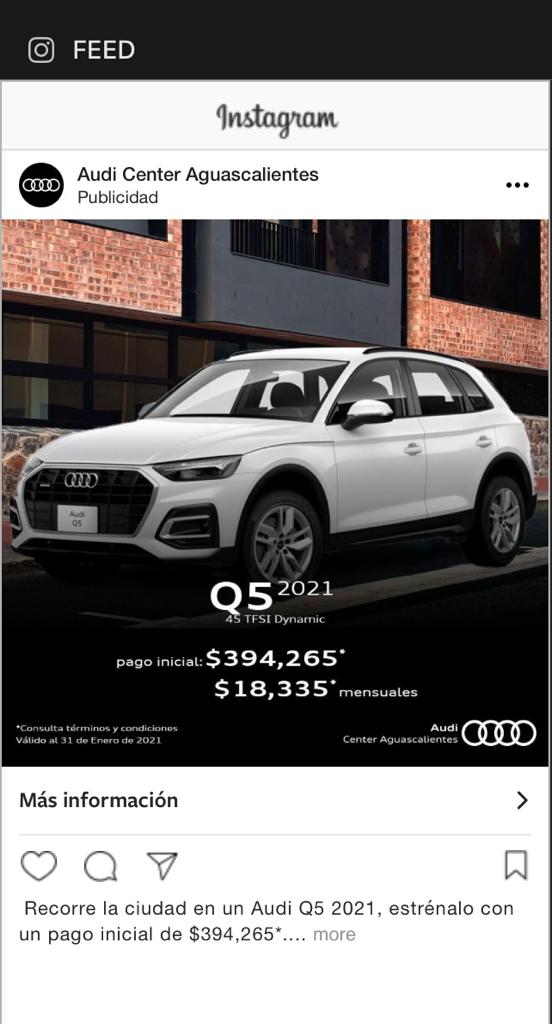 FEED
Instagram
Audi Center Aguascalientes
Publicidad
Audi
Q5
Q5 2021
45 TFSI Dynamic
pago inicial: $394,265*
$18,335* mensuales
*Consulta términos y condiciones
Válido al 31 de Enero de 2021
Audi
Center Aguascalientes
Más información
Recorre la ciudad en un Audi Q5 2021, estrénalo con
un pago inicial de $394,265*.... more